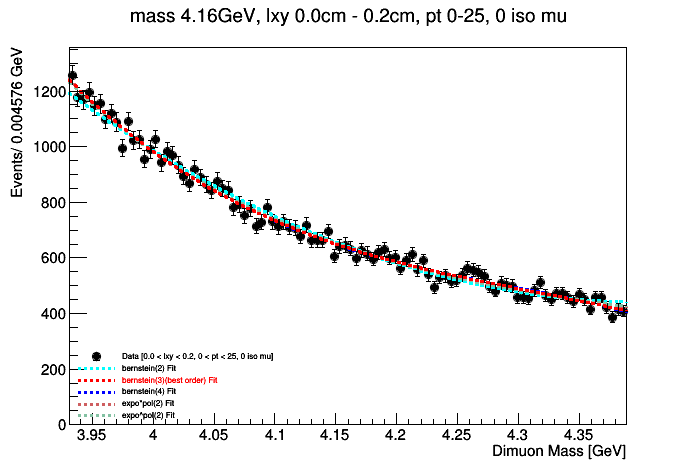 mass 4.16GeV, lxy 0.0cm - 0.2cm, pt 0-25, 0 iso mu
Events/ 0.004576 GeV
1200
1000
800
600
400
200
0
Data [0.0 < lxy < 0.2, 0 < pt < 25, 0 iso mu]
bernstein(2) Fit
bernstein(3)(best order) Fit
bernstein(4) Fit
expo*pol(2) Fit
expo^pol(2) Fit
3.95 4 4.05 4.1 4.15 4.2 4.25 4.3 4.35
Dimuon Mass [GeV]